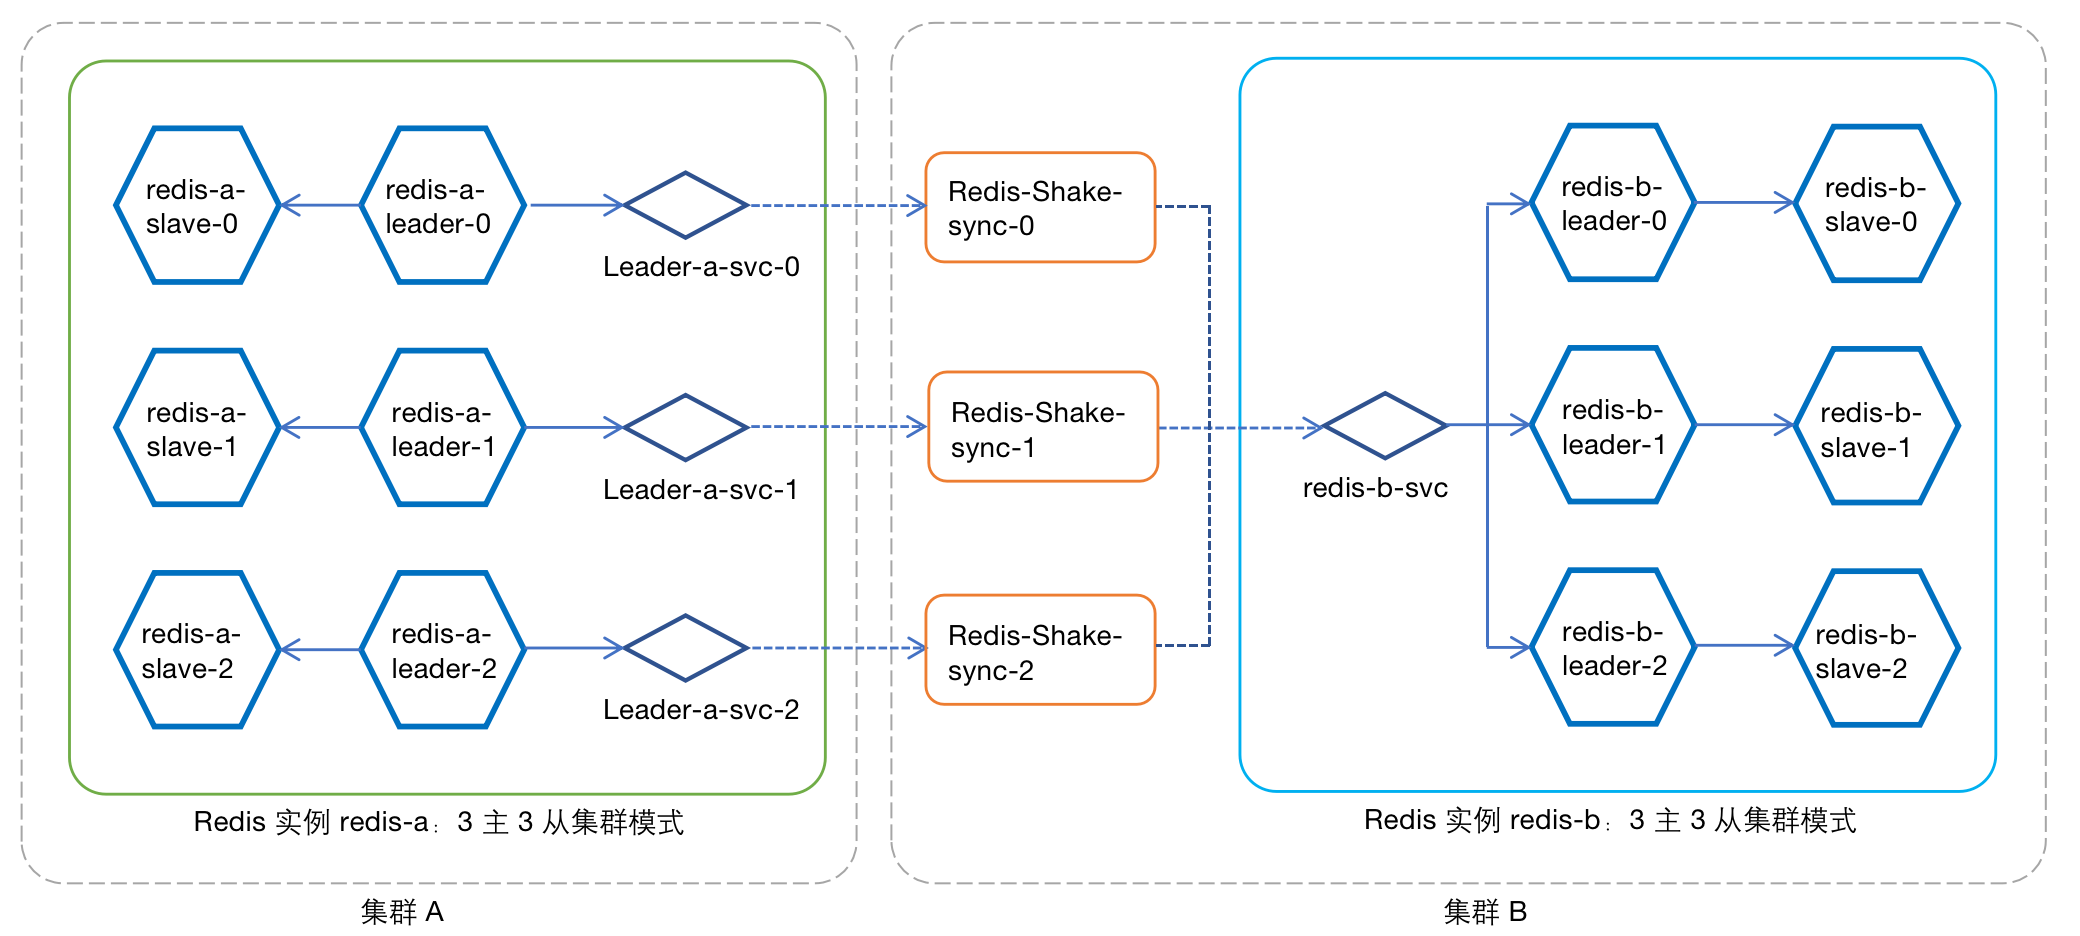 redis-a-
slave-0
redis-a-
leader-0
Leader-a-svc-0
Redis-Shake-
sync-0
redis-b-
leader-0
redis-b-
slave-0
redis-a-
slave-1
redis-a-
leader-1
Leader-a-svc-1
Redis-Shake-
sync-1
redis-b-svc
redis-b-
leader-1
redis-b-
slave-1
redis-a-
slave-2
redis-a-
leader-2
Leader-a-svc-2
Redis-Shake-
sync-2
redis-b-
leader-2
redis-b-
slave-2
Redis 实例 redis-a：3 主 3 从集群模式
Redis 实例 redis-b：3 主 3 从集群模式
集群 A
集群 B